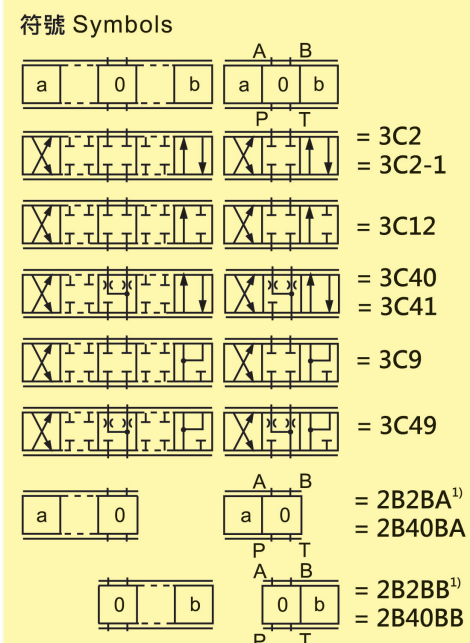 符號 Symbols
A B
a 0 b a 0 b
P T
= 3C2
= 3C2-1
= 3C12
= 3C40
= 3C41
= 3C9
= 3C49
A B
a 0 a 0
= 2B2BA¹⁾
= 2B40BA
P T
A B
0 b 0 b
= 2B2BB¹⁾
= 2B40BB
P T